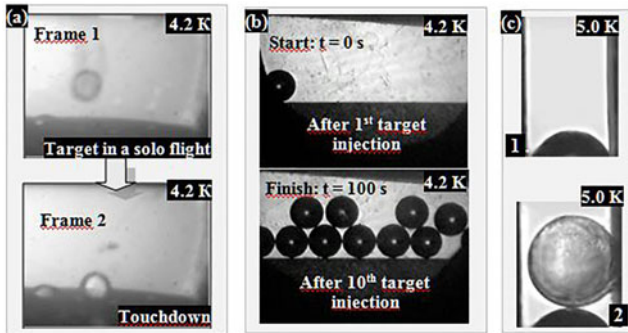 (a)
4.2 K
Frame 1
Target in a solo flight
4.2 K
Frame 2
Touchdown
(b)
4.2 K
Start: t = 0 s
After 1st target
injection
Finish: t = 100 s
4.2 K
After 10th target
injection
(c)
5.0 K
1
5.0 K
2